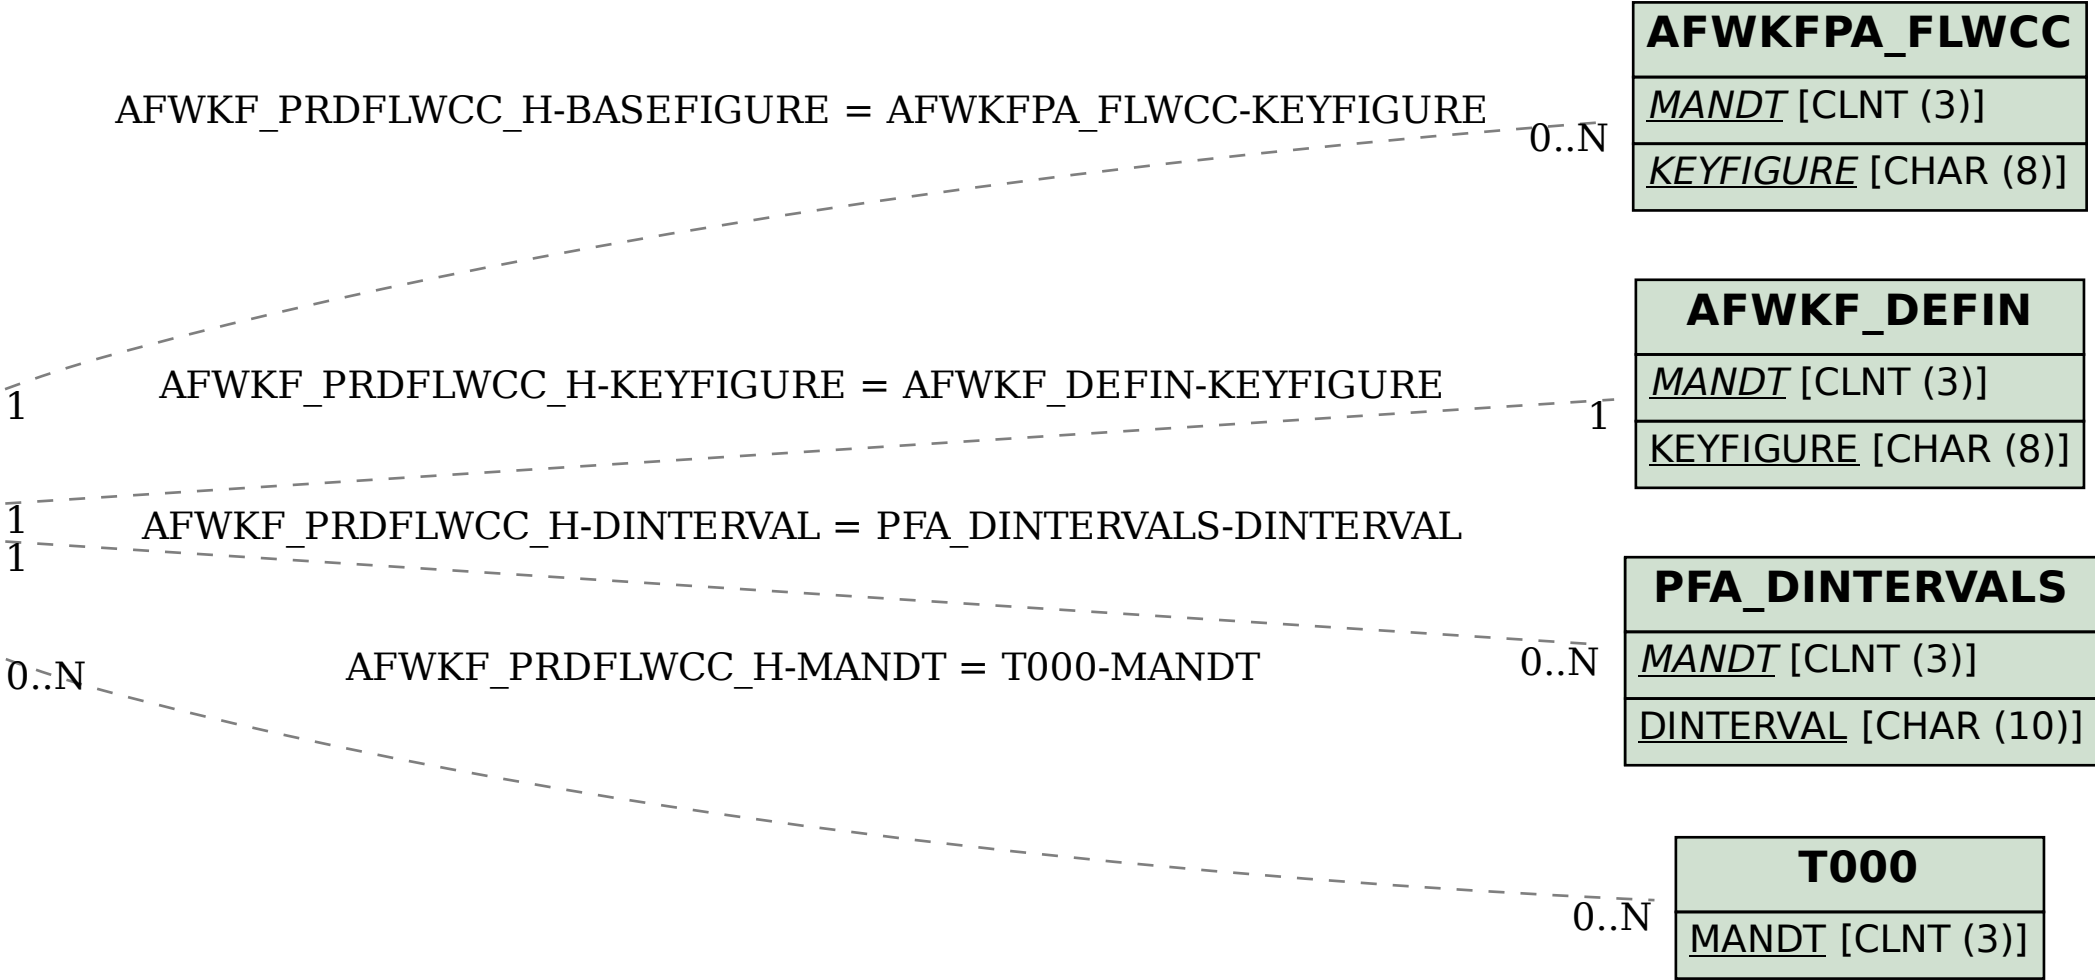 AFWKFPA_FLWCC
MANDT [CLNT (3)]
KEYFIGURE [CHAR (8)]
AFWKF_PRDFLWCC_H-BASEFIGURE = AFWKFPA_FLWCC-KEYFIGURE
0..N
1
AFWKF_DEFIN
MANDT [CLNT (3)]
KEYFIGURE [CHAR (8)]
AFWKF_PRDFLWCC_H-KEYFIGURE = AFWKF_DEFIN-KEYFIGURE
1
1
AFWKF_PRDFLWCC_H-DINTERVAL = PFA_DINTERVALS-DINTERVAL
1
0..N
PFA_DINTERVALS
MANDT [CLNT (3)]
DINTERVAL [CHAR (10)]
0..N
AFWKF_PRDFLWCC_H-MANDT = T000-MANDT
0..N
T000
MANDT [CLNT (3)]